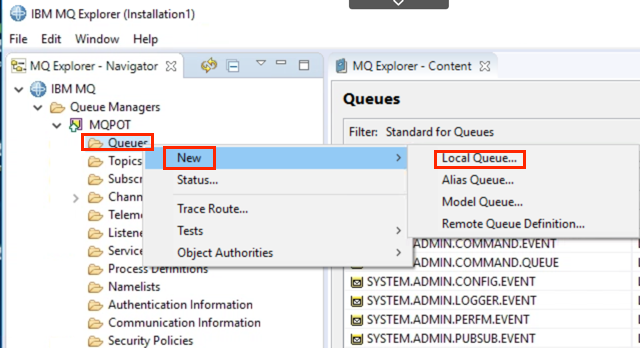 IBM MQ Explorer (Installation1)
File Edit Window Help
MQ Explorer - Navigator
IBM MQ
Queue Managers
MQPOT
Queues
Topics
Subscr
Chann
Teleme
Listene
Service
Process Definitions
Namelists
Authentication Information
Communication Information
Security Policies
New
Status...
Trace Route...
Tests
Object Authorities
Local Queue...
Alias Queue...
Model Queue...
Remote Queue Definition...
MQ Explorer - Content
Queues
Filter: Standard for Queues
SYSTEM.ADMIN.COMMAND.EVENT
SYSTEM.ADMIN.COMMAND.QUEUE
SYSTEM.ADMIN.CONFIG.EVENT
SYSTEM.ADMIN.LOGGER.EVENT
SYSTEM.ADMIN.PERFM.EVENT
SYSTEM.ADMIN.PUBSUB.EVENT